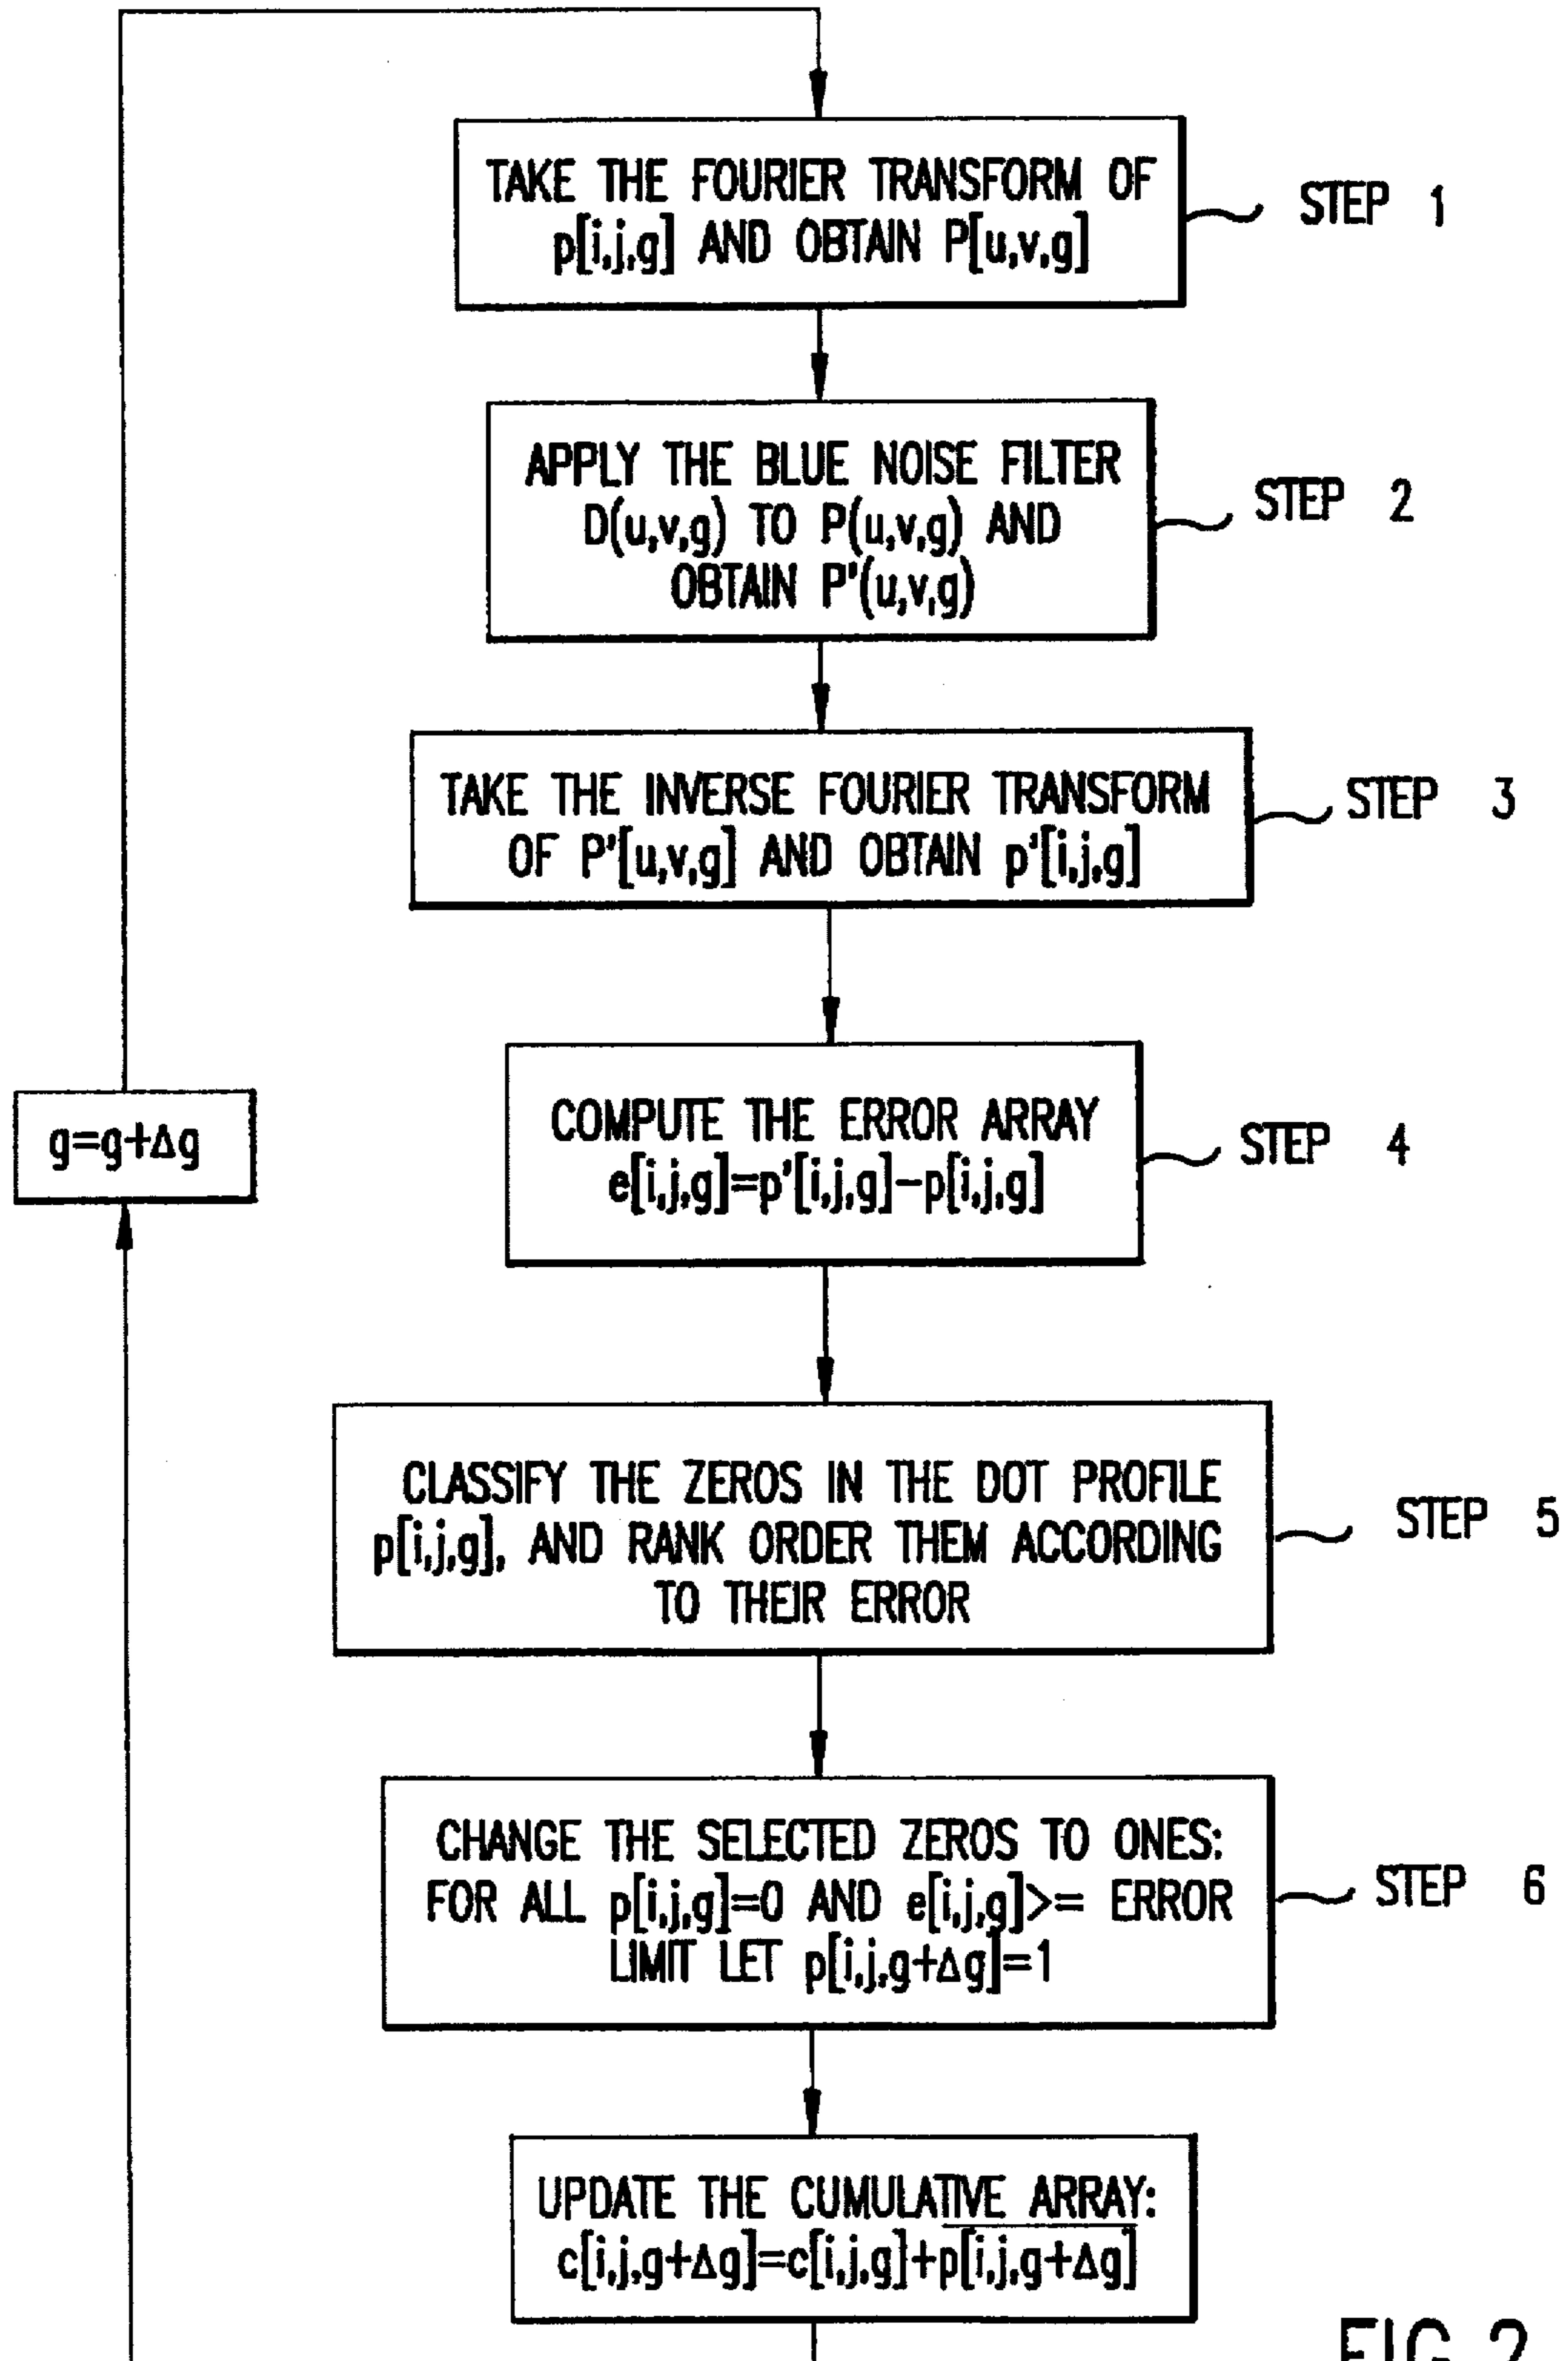 TAKE THE FOURIER TRANSFORM OF
p[i,j,g] AND OBTAIN P[u,v,g]
STEP 1
APPLY THE BLUE NOISE FILTER
D(u,v,g) TO P(u,v,g) AND
OBTAIN P'(u,v,g)
STEP 2
TAKE THE INVERSE FOURIER TRANSFORM
OF P'[u,v,g] AND OBTAIN p'[i,j,g]
STEP 3
COMPUTE THE ERROR ARRAY
e[i,j,g]=p'[i,j,g]-p[i,j,g]
STEP 4
g=g+Δg
CLASSIFY THE ZEROS IN THE DOT PROFILE
p[i,j,g], AND RANK ORDER THEM ACCORDING
TO THEIR ERROR
STEP 5
CHANGE THE SELECTED ZEROS TO ONES:
FOR ALL p[i,j,g]=0 AND e[i,j,g]>= ERROR
LIMIT LET p[i,j,g+Δg]=1
STEP 6
UPDATE THE CUMULATIVE ARRAY:
c[i,j,g+Δg]=c[i,j,g]+p[i,j,g+Δg]
FIG. 2